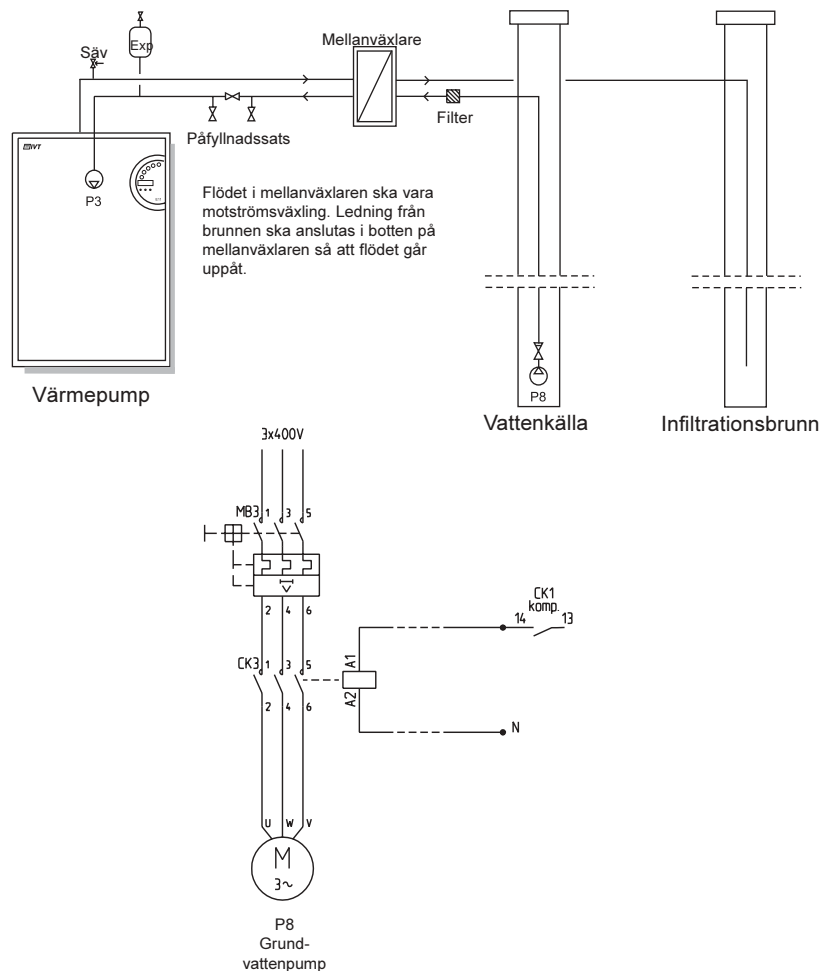 Mellanväxlare
Säv
Exp
Filter
Påfyllnadssats
IVT
P3
Flödet i mellanväxlaren ska vara
motströmsväxling. Ledning från
brunnen ska anslutas i botten på
mellanväxlaren så att flödet går
uppåt.
P8
Värmepump
Vattenkälla
Infiltrationsbrunn
3x400V
MB3 1 3 5
2 4 6
CK1
komp.
14 13
CK3 1 3 5
A1
A2
2 4 6
N
U W V
M
3~
P8
Grund-
vattenpump